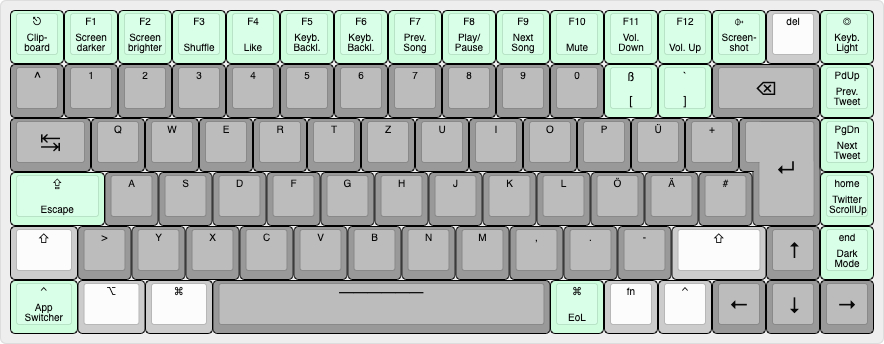 ⎋ F1 F2 F3 F4 F5 F6 F7 F8 F9 F10 F11 F12 del
Clip- Screen Screen Keyb. Keyb. Prev. Play/ Next Vol. Screen- Keyb.
board darker brighter Shuffle Like Backl. Backl. Song Pause Song Mute Down Vol. Up shot Light
^ 1 2 3 4 5 6 7 8 9 0 ß ` ⌫ PdUp
[ ] Prev.
Tweet
↹ Q W E R T Z U I O P Ü + PgDn
↵ Next
Tweet
⇪ A S D F G H J K L Ö Ä # home
Escape Twitter
ScrollUp
⇧ > Y X C V B N M , . - ⇧ ↑ end
Dark
Mode
⌃ ⌥ ⌘ ⌘ fn ^ ← ↓ →
App EoL
Switcher